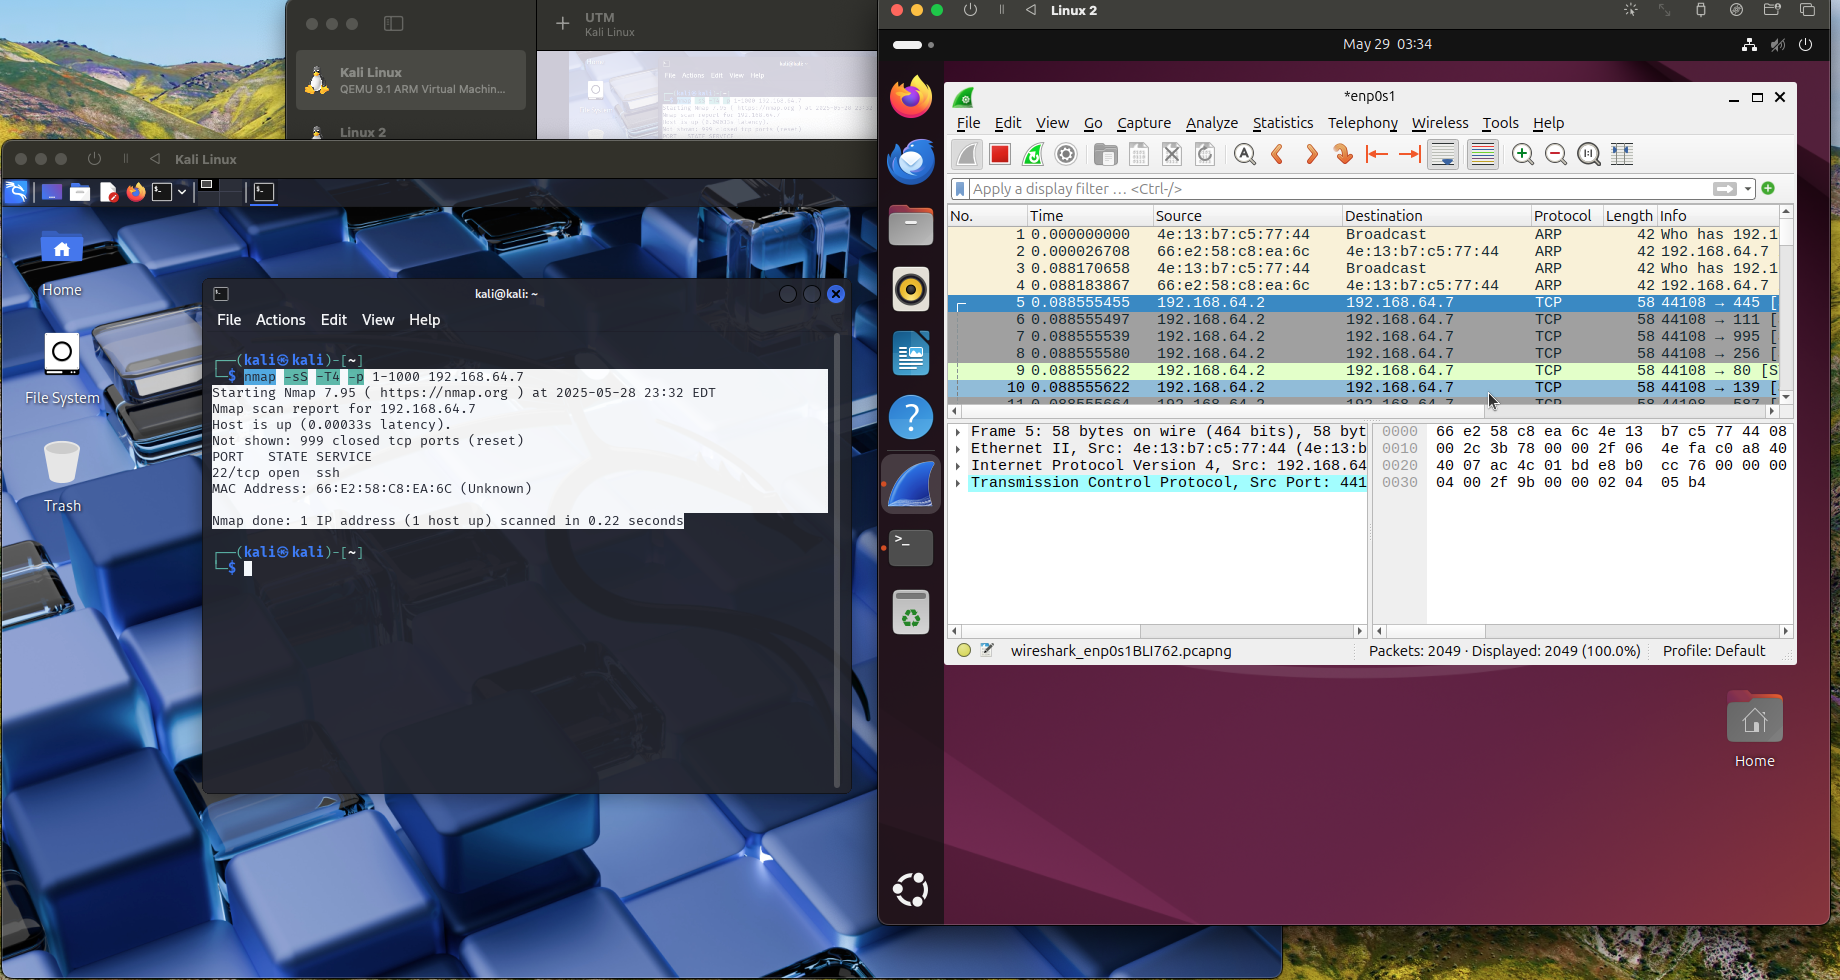 UTM
Kali Linux
Kali Linux
QEMU 9.1 ARM Virtual Machin...
Linux 2
Kali Linux
Home
File System
Trash
kali@kali: ~
File Actions Edit View Help
┌──(kali㉿kali)-[~]
└─$ nmap -sS -T4 -p 1-1000 192.168.64.7
Starting Nmap 7.95 ( https://nmap.org ) at 2025-05-28 23:32 EDT
Nmap scan report for 192.168.64.7
Host is up (0.00033s latency).
Not shown: 999 closed tcp ports (reset)
PORT   STATE SERVICE
22/tcp open  ssh
MAC Address: 66:E2:58:C8:EA:6C (Unknown)
Nmap done: 1 IP address (1 host up) scanned in 0.22 seconds
┌──(kali㉿kali)-[~]
└─$
Linux 2
May 29 03:34
*enp0s1
File Edit View Go Capture Analyze Statistics Telephony Wireless Tools Help
Apply a display filter … <Ctrl-/>
No. Time Source Destination Protocol Length Info
1 0.000000000 4e:13:b7:c5:77:44 Broadcast ARP 42 Who has 192.1
2 0.000026708 66:e2:58:c8:ea:6c 4e:13:b7:c5:77:44 ARP 42 192.168.64.7
3 0.088170658 4e:13:b7:c5:77:44 Broadcast ARP 42 Who has 192.1
4 0.088183867 66:e2:58:c8:ea:6c 4e:13:b7:c5:77:44 ARP 42 192.168.64.7
5 0.088555455 192.168.64.2 192.168.64.7 TCP 58 44108 → 445 [
6 0.088555497 192.168.64.2 192.168.64.7 TCP 58 44108 → 111 [
7 0.088555539 192.168.64.2 192.168.64.7 TCP 58 44108 → 995 [
8 0.088555580 192.168.64.2 192.168.64.7 TCP 58 44108 → 256 [
9 0.088555622 192.168.64.2 192.168.64.7 TCP 58 44108 → 80 [S
10 0.088555622 192.168.64.2 192.168.64.7 TCP 58 44108 → 139 [
11 0.088555664 192.168.64.2 192.168.64.7 TCP 58 44108 → 587 [
Frame 5: 58 bytes on wire (464 bits), 58 byt
Ethernet II, Src: 4e:13:b7:c5:77:44 (4e:13:b
Internet Protocol Version 4, Src: 192.168.64
Transmission Control Protocol, Src Port: 441
0000 66 e2 58 c8 ea 6c 4e 13 b7 c5 77 44 08
0010 00 2c 3b 78 00 00 2f 06 4e fa c0 a8 40
0020 40 07 ac 4c 01 bd e8 b0 cc 76 00 00 00
0030 04 00 2f 9b 00 00 02 04 05 b4
wireshark_enp0s1BLI762.pcapng
Packets: 2049 · Displayed: 2049 (100.0%)
Profile: Default
Home